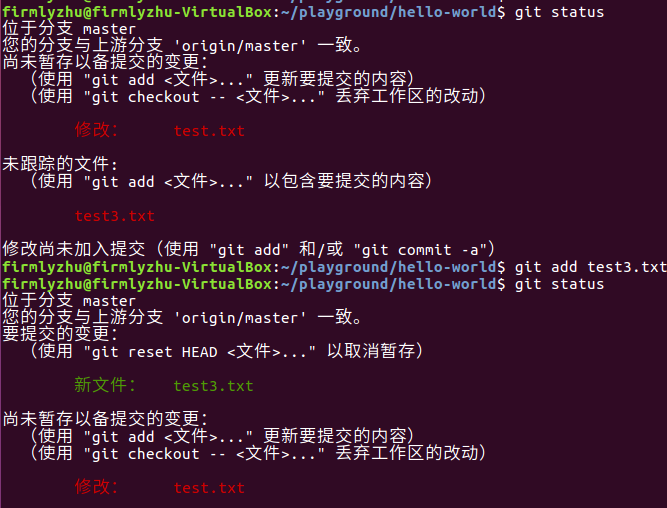 firmlyzhu@firmlyzhu-VirtualBox:~/playground/hello-world$ git status
位于分支 master
您的分支与上游分支 'origin/master' 一致。
尚未暂存以备提交的变更：
（使用 "git add <文件>..." 更新要提交的内容）
（使用 "git checkout -- <文件>..." 丢弃工作区的改动）
修改： test.txt
未跟踪的文件:
（使用 "git add <文件>..." 以包含要提交的内容）
test3.txt
修改尚未加入提交（使用 "git add" 和/或 "git commit -a"）
firmlyzhu@firmlyzhu-VirtualBox:~/playground/hello-world$ git add test3.txt
firmlyzhu@firmlyzhu-VirtualBox:~/playground/hello-world$ git status
位于分支 master
您的分支与上游分支 'origin/master' 一致。
要提交的变更：
（使用 "git reset HEAD <文件>..." 以取消暂存）
新文件： test3.txt
尚未暂存以备提交的变更：
（使用 "git add <文件>..." 更新要提交的内容）
（使用 "git checkout -- <文件>..." 丢弃工作区的改动）
修改： test.txt